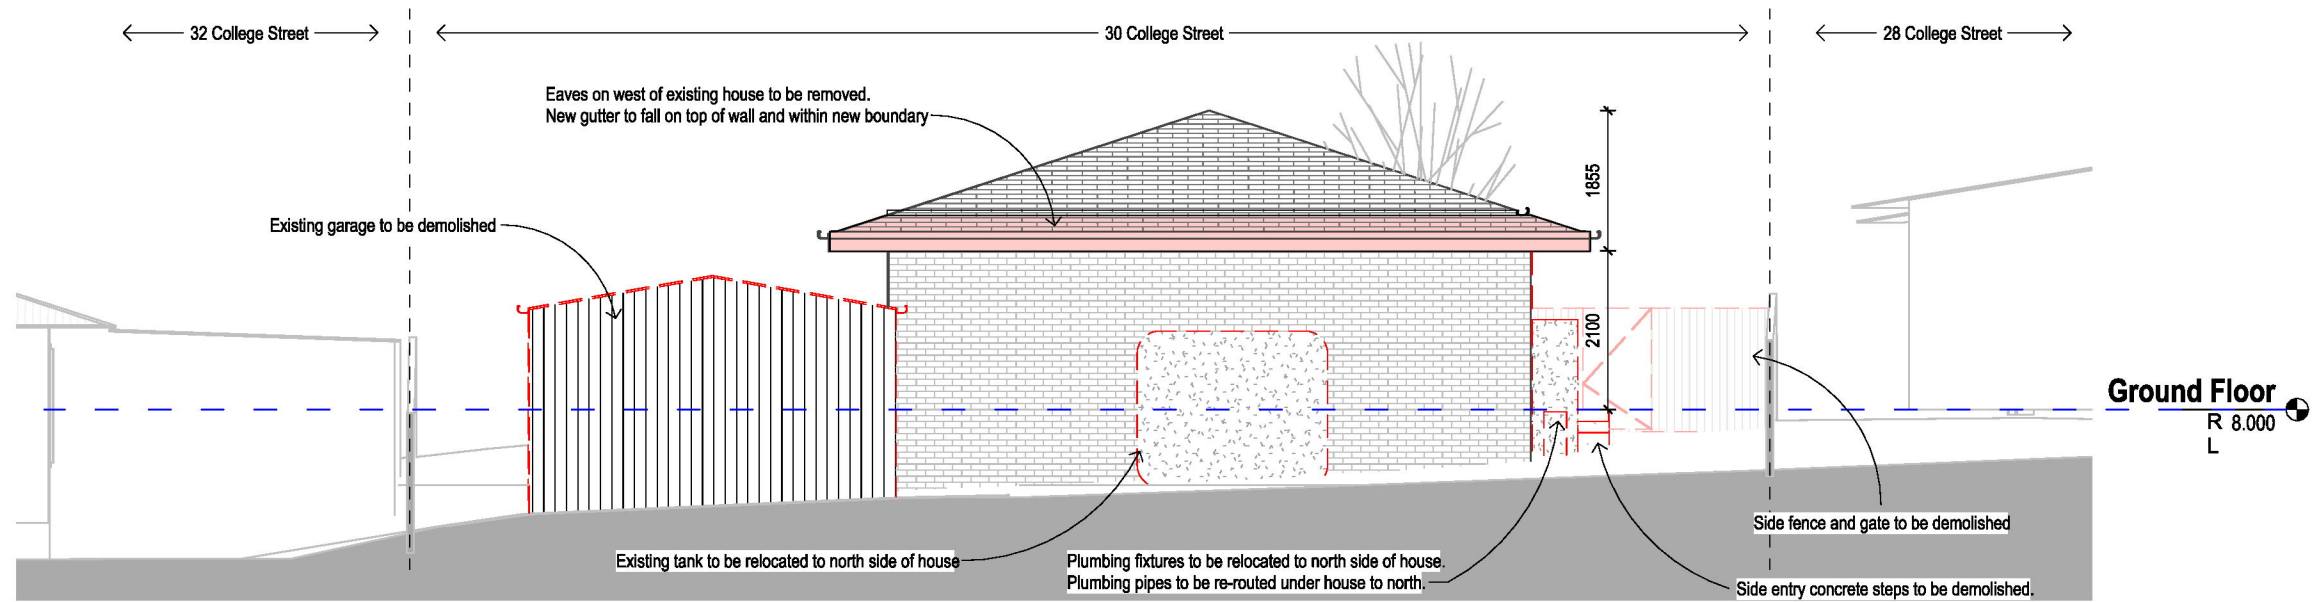 32 College Street
30 College Street
28 College Street
Eaves on west of existing house to be removed.
New gutter to fall on top of wall and within new boundary
1855
Existing garage to be demolished
2100
Ground Floor
R 8.000
L
Side fence and gate to be demolished
Existing tank to be relocated to north side of house
Plumbing fixtures to be relocated to north side of house.
Plumbing pipes to be re-routed under house to north.
Side entry concrete steps to be demolished.